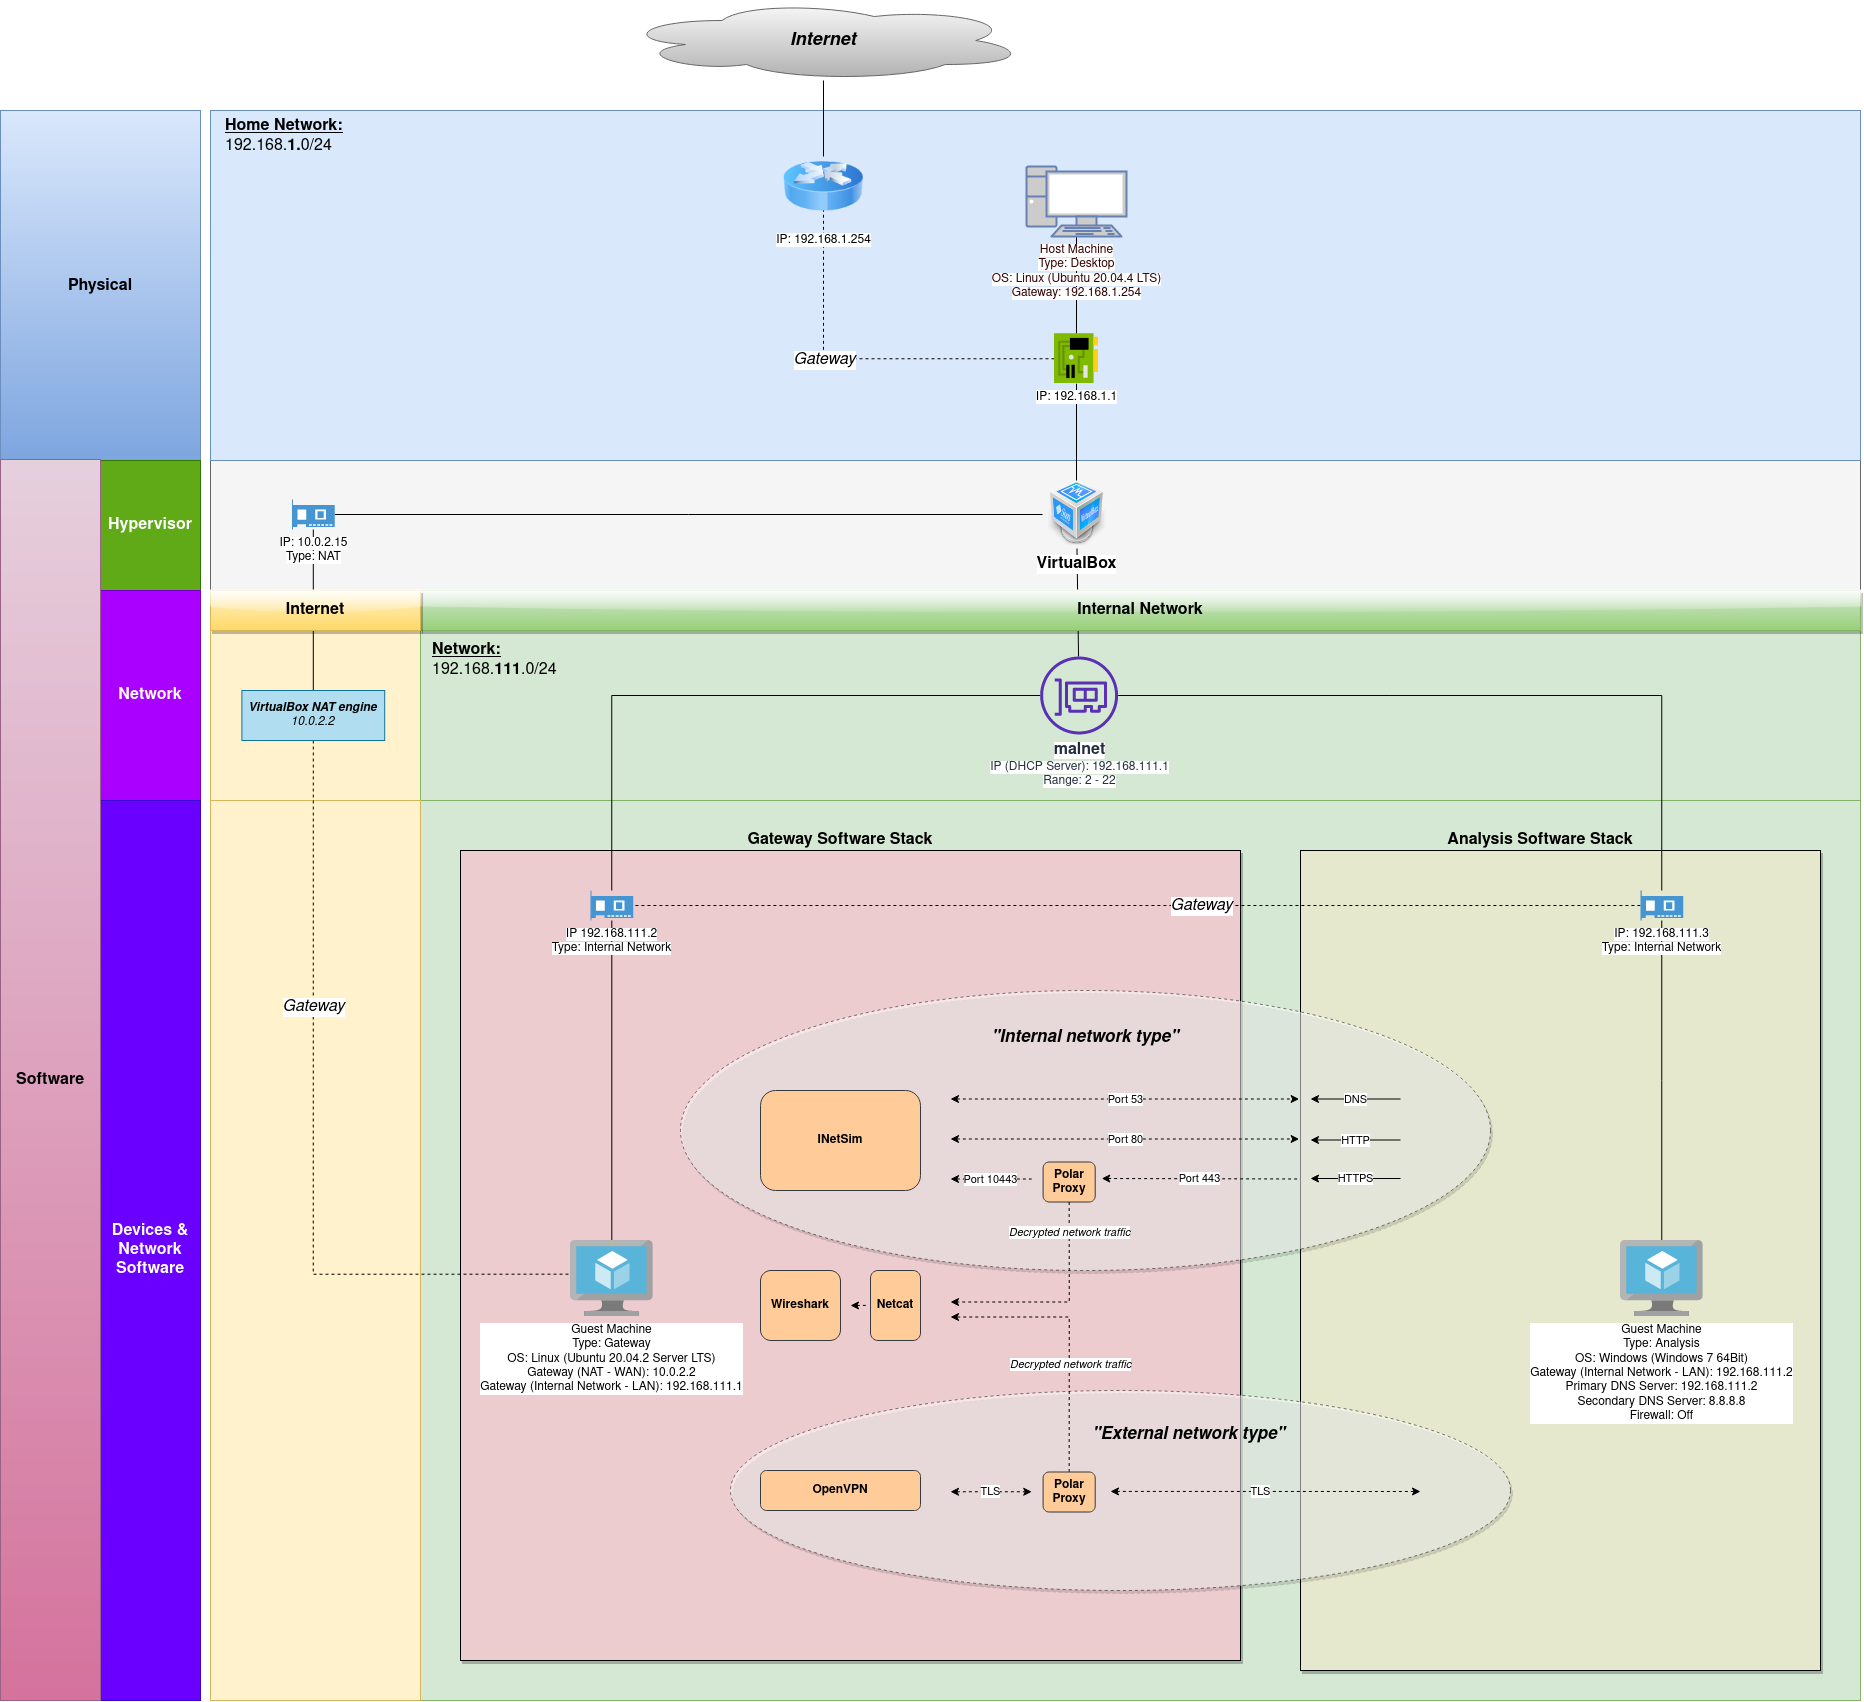 Internet
Home Network:
192.168.1.0/24
IP: 192.168.1.254
Host Machine
Type: Desktop
OS: Linux (Ubuntu 20.04.4 LTS)
Gateway: 192.168.1.254
Physical
Gateway
IP: 192.168.1.1
Hypervisor
IP: 10.0.2.15
Type: NAT
VirtualBox
Internet
Internal Network
Network:
192.168.111.0/24
Network
VirtualBox NAT engine
10.0.2.2
malnet
IP (DHCP Server): 192.168.111.1
Range: 2 - 22
Gateway Software Stack
Analysis Software Stack
Gateway
IP 192.168.111.2
Type: Internal Network
IP: 192.168.111.3
Type: Internal Network
Gateway
"Internal network type"
Software
INetSim
Port 53
DNS
Port 80
HTTP
Port 10443
Polar
Proxy
Port 443
HTTPS
Decrypted network traffic
Devices &
Network
Software
Wireshark
Netcat
Guest Machine
Type: Gateway
OS: Linux (Ubuntu 20.04.2 Server LTS)
Gateway (NAT - WAN): 10.0.2.2
Gateway (Internal Network - LAN): 192.168.111.1
Decrypted network traffic
Guest Machine
Type: Analysis
OS: Windows (Windows 7 64Bit)
Gateway (Internal Network - LAN): 192.168.111.2
Primary DNS Server: 192.168.111.2
Secondary DNS Server: 8.8.8.8
Firewall: Off
"External network type"
OpenVPN
TLS
Polar
Proxy
TLS